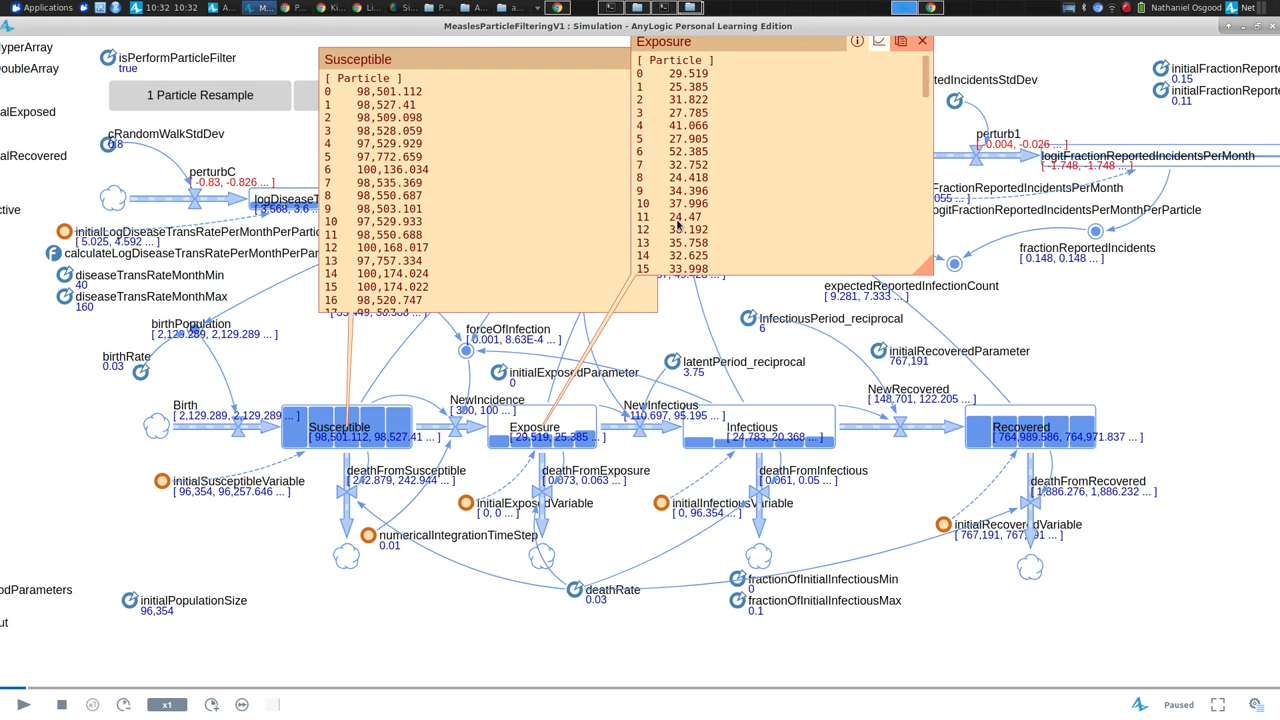 Applications
10:32 10:32
Nathaniel Osgood
Net
MeaslesParticleFilteringV1 : Simulation - AnyLogic Personal Learning Edition
yperArray
oubleArray
alExposed
alRecovered
ctive
isPerformParticleFilter
true
1 Particle Resample
cRandomWalkStdDev
perturbC
-0.83, -0.826 ... ]
initialLogDiseaseTransRatePerMonthPerPartic
[ 5.025, 4.592 ... ]
calculateLogDiseaseTransRatePerMonthPerPar
diseaseTransRateMonthMin
40
diseaseTransRateMonthMax
160
Susceptible
[ Particle ]
0 98,501.112
1 98,527.41
2 98,509.098
3 98,528.059
4 97,529.929
5 97,772.659
6 100,136.034
7 98,535.369
8 98,550.687
9 98,503.101
10 97,529.933
11 98,550.688
12 100,168.017
13 97,757.334
14 100,174.024
15 100,174.022
16 98,520.747
Exposure
[ Particle ]
0 29.519
1 25.385
2 31.822
3 27.785
4 41.066
5 27.905
6 52.385
7 32.752
8 24.418
9 34.396
10 37.996
11 24.47
13 35.758
14 32.625
15 33.998
tedIncidentsStdDev
initialFractionReporte
0.15
initialFractionReport
0.11
perturb1
[ -0.004, -0.026 ... ]
logitFractionReportedIncidentsPerMonth
[ -1.748, -1.748 ... ]
FractionReportedIncidentsPerMonth
055 ... ]
ogitFractionReportedIncidentsPerMonthPerParticle
fractionReportedIncidents
[ 0.148, 0.148 ... ]
expectedReportedInfectionCount
[ 9.281, 7.333 ... ]
birthPopulation
[ 2,129.289, 2,129.289 ... ]
birthRate
0.03
forceOfInfection
[ 0.001, 8.63E-4 ... ]
initialExposedParameter
0
InfectiousPeriod_reciprocal
6
latentPeriod_reciprocal
3.75
initialRecoveredParameter
767,191
NewRecovered
[ 148.701, 122.205 ... ]
Birth
[ 2,129.289, 2,129.289 ... ]
Susceptible
[ 98,501.112, 98,527.41 ... ]
NewIncidence
[ 300, 100 ... ]
Exposure
[ 29.519, 25.385 ... ]
NewInfectious
110.697, 95.195 ... ]
Infectious
[ 24.783, 20.368 ... ]
Recovered
[ 764,989.586, 764,971.837 ... ]
initialSusceptibleVariable
[ 96,354, 96,257.646 ... ]
deathFromSusceptible
[ 242.879, 242.944 ... ]
deathFromExposure
[ 0.073, 0.063 ... ]
deathFromInfectious
[ 0.061, 0.05 ... ]
deathFromRecovered
[ 1,886.276, 1,886.232 ... ]
initialExposedVariable
[ 0, 0 ... ]
initialInfectiousVariable
[ 0, 96.354 ... ]
initialRecoveredVariable
[ 767,191, 767,191 ... ]
numericalIntegrationTimeStep
0.01
deathRate
0.03
fractionOfInitialInfectiousMin
0
fractionOfInitialInfectiousMax
0.1
odParameters
ut
initialPopulationSize
96,354
x1
x1
Paused